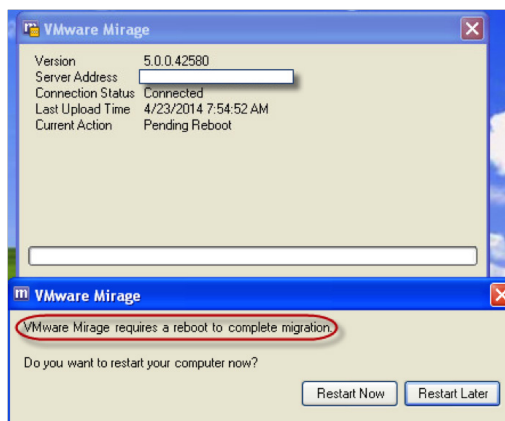 VMware Mirage
Version 5.0.0.42580
Server Address
Connection Status Connected
Last Upload Time 4/23/2014 7:54:52 AM
Current Action Pending Reboot
VMware Mirage
VMware Mirage requires a reboot to complete migration.
Do you want to restart your computer now?
Restart Now Restart Later